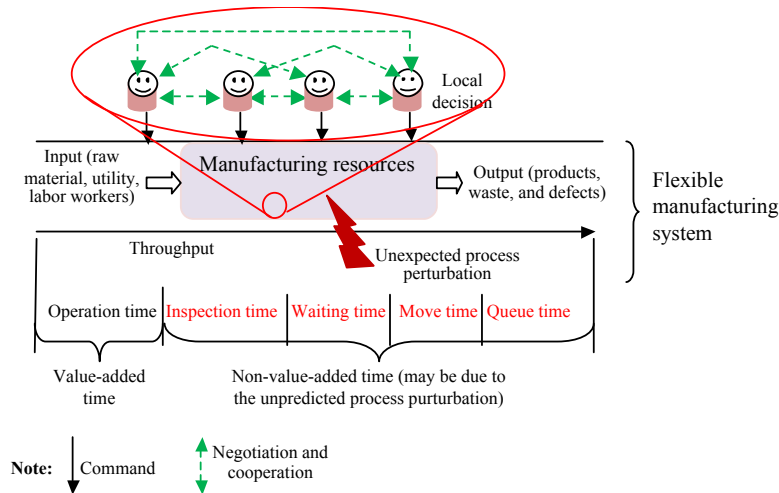 Local
decision
Input (raw
material, utility,
labor workers)
Manufacturing resources
Output (products,
waste, and defects)
Flexible
manufacturing
system
Throughput
Unexpected process
perturbation
Operation time
Inspection time
Waiting time
Move time
Queue time
Value-added
time
Non-value-added time (may be due to
the unpredicted process purturbation)
Note:
Command
Negotiation and
cooperation